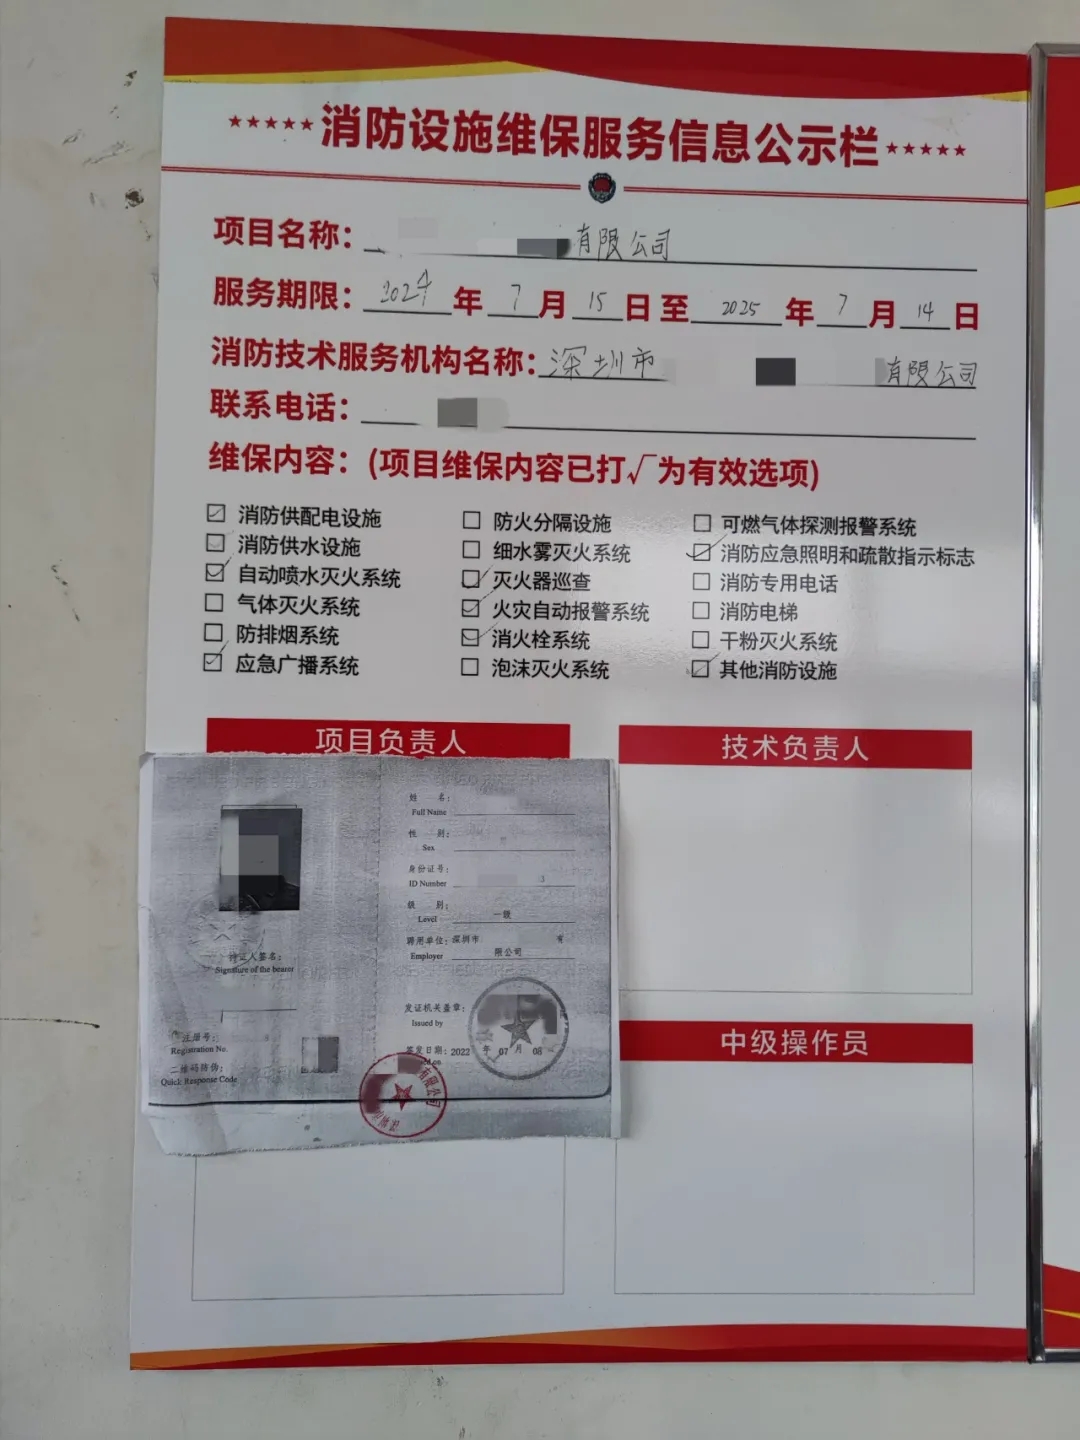 消防设施维保服务信息公示栏
项目名称： 有限公司
服务期限：2024年7月15日至2025年7月14日
消防技术服务机构名称：深圳市 有限公司
联系电话：
维保内容：(项目维保内容已打√为有效选项)
☑ 消防供配电设施 ☐ 防火分隔设施 ☐ 可燃气体探测报警系统
☑ 消防供水设施 ☐ 细水雾灭火系统 ☑ 消防应急照明和疏散指示标志
☑ 自动喷水灭火系统 ☑ 灭火器巡查 ☐ 消防专用电话
☐ 气体灭火系统 ☑ 火灾自动报警系统 ☐ 消防电梯
☐ 防排烟系统 ☑ 消火栓系统 ☐ 干粉灭火系统
☑ 应急广播系统 ☐ 泡沫灭火系统 ☑ 其他消防设施
项目负责人
技术负责人
中级操作员
持证人签名：
Signature of the bearer
注册号：
Registration No.
二维码防伪：
Quick Response Code
姓 名：
Full Name
性 别：
Sex
身份证号：
ID Number 3
级 别：
Level 一级
聘用单位：深圳市 有
Employer 限公司
发证机关盖章：
Issued by
签发日期：2022 年 07 月 08
有限公司